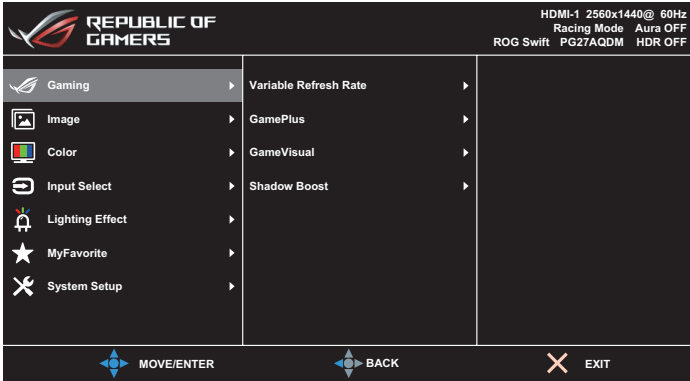 REPUBLIC OF
GAMERS
HDMI-1 2560x1440@ 60Hz
Racing Mode Aura OFF
ROG Swift PG27AQDM HDR OFF
Gaming
Image
Color
Input Select
Lighting Effect
MyFavorite
System Setup
Variable Refresh Rate
GamePlus
GameVisual
Shadow Boost
MOVE/ENTER
BACK
EXIT